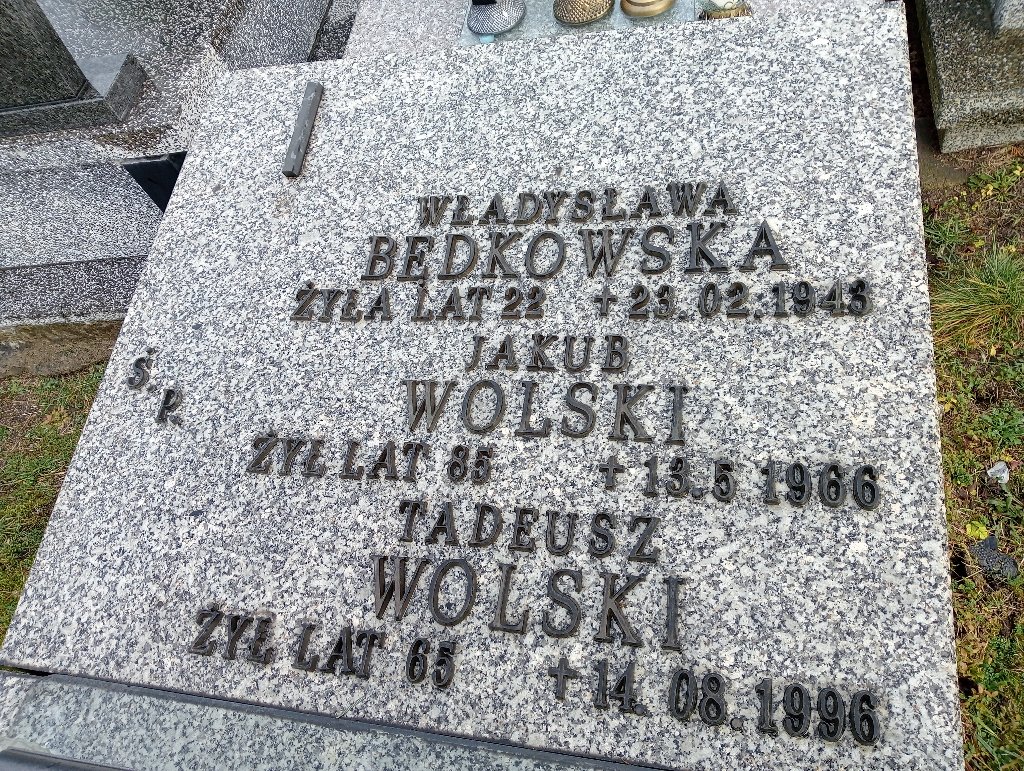 WŁADYSŁAWA
BĘDKOWSKA
ŻYŁA LAT 22 + 23.02.1943
JAKUB
WOLSKI
Ś.P.
ŻYŁ LAT 85 + 13.5 1966
TADEUSZ
WOLSKI
ŻYŁ LAT 65 + 14.08.1996